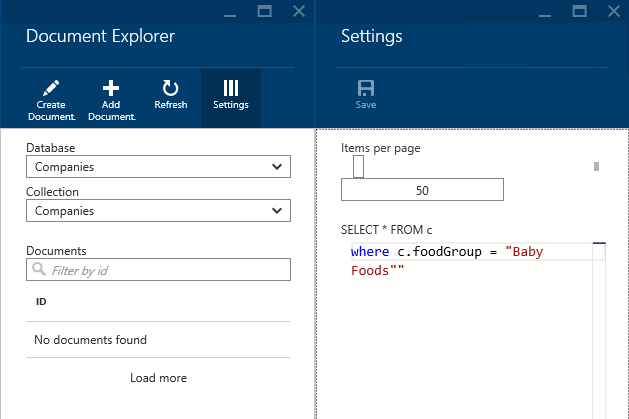 Document Explorer
Create
Document
Add
Document
Refresh
Settings
Database
Companies
Collection
Companies
Documents
Filter by id
ID
No documents found
Load more
Settings
Save
Items per page
50
SELECT * FROM c
where c.foodGroup = "Baby
Foods""